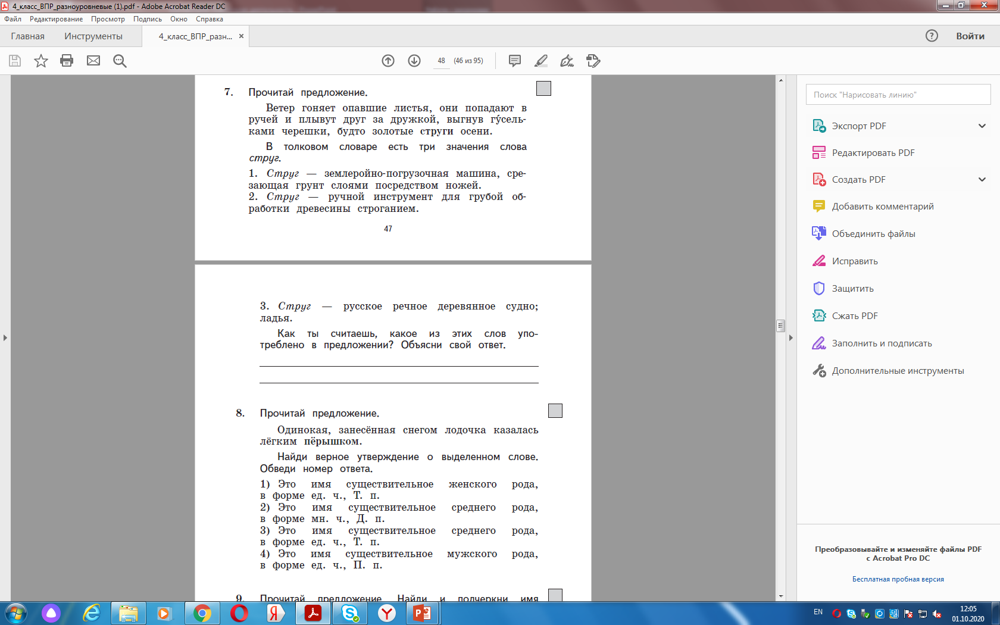 4_класс_ВПР_разноуровневые (1).pdf - Adobe Acrobat Reader DC
Файл Редактирование Просмотр Подпись Окно Справка
Главная Инструменты 4_класс_ВПР_разн... × ? Войти
48 (46 из 95)
7. Прочитай предложение.
Ветер гоняет опавшие листья, они попадают в
ручей и плывут друг за дружкой, выгнув гу́сель-
ками черешки, будто золотые струги осени.
В толковом словаре есть три значения слова
струг.
1. Струг — землеройно-погрузочная машина, сре-
зающая грунт слоями посредством ножей.
2. Струг — ручной инструмент для грубой об-
работки древесины строганием.
47
3. Струг — русское речное деревянное судно;
ладья.
Как ты считаешь, какое из этих слов упо-
треблено в предложении? Объясни свой ответ.
8. Прочитай предложение.
Одинокая, занесённая снегом лодочка казалась
лёгким пёрышком.
Найди верное утверждение о выделенном слове.
Обведи номер ответа.
1) Это имя существительное женского рода,
в форме ед. ч., Т. п.
2) Это имя существительное среднего рода,
в форме мн. ч., Д. п.
3) Это имя существительное среднего рода,
в форме ед. ч., Т. п.
4) Это имя существительное мужского рода,
в форме ед. ч., П. п.
9. Прочитай предложение. Найди и подчеркни имя
Поиск "Нарисовать линию"
Экспорт PDF
Редактировать PDF
Создать PDF
Добавить комментарий
Объединить файлы
Исправить
Защитить
Сжать PDF
Заполнить и подписать
Дополнительные инструменты
Преобразовывайте и изменяйте файлы PDF
с Acrobat Pro DC
Бесплатная пробная версия
EN
12:05
01.10.2020